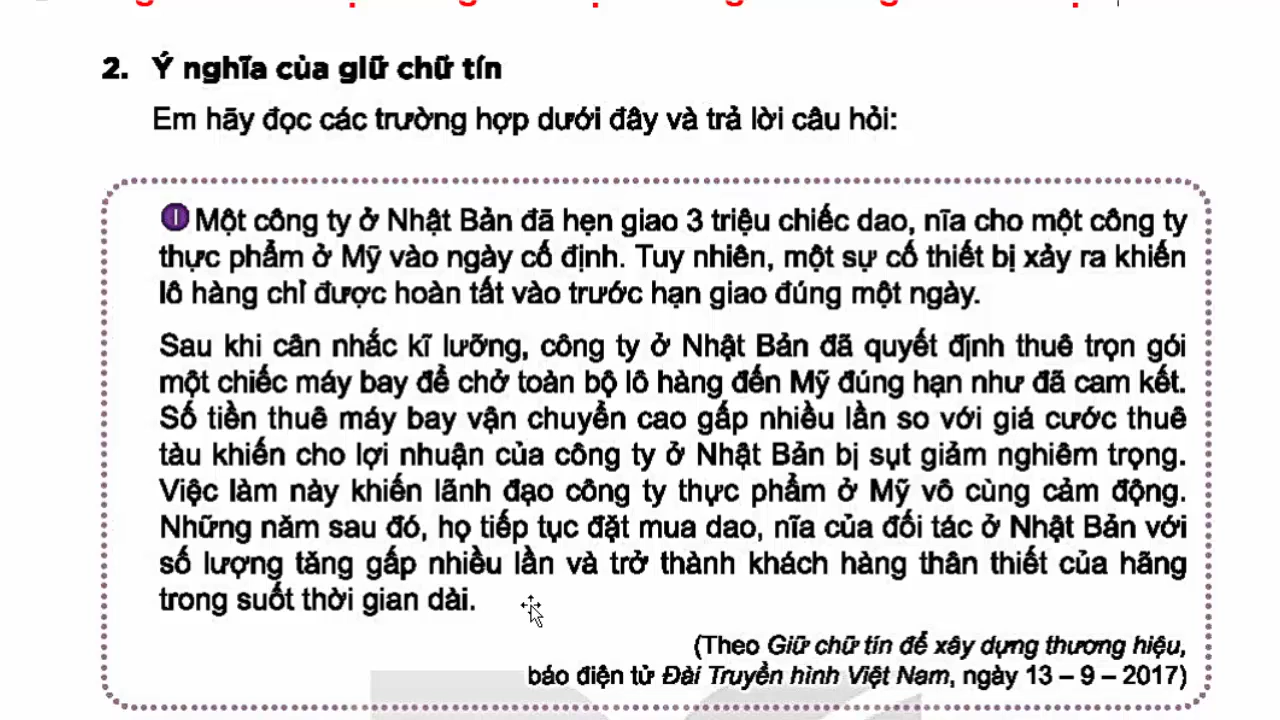 2. Ý nghĩa của giữ chữ tín
Em hãy đọc các trường hợp dưới đây và trả lời câu hỏi:
1 Một công ty ở Nhật Bản đã hẹn giao 3 triệu chiếc dao, nĩa cho một công ty
thực phẩm ở Mỹ vào ngày cố định. Tuy nhiên, một sự cố thiết bị xảy ra khiến
lô hàng chỉ được hoàn tất vào trước hạn giao đúng một ngày.
Sau khi cân nhắc kĩ lưỡng, công ty ở Nhật Bản đã quyết định thuê trọn gói
một chiếc máy bay để chở toàn bộ lô hàng đến Mỹ đúng hạn như đã cam kết.
Số tiền thuê máy bay vận chuyển cao gấp nhiều lần so với giá cước thuê
tàu khiến cho lợi nhuận của công ty ở Nhật Bản bị sụt giảm nghiêm trọng.
Việc làm này khiến lãnh đạo công ty thực phẩm ở Mỹ vô cùng cảm động.
Những năm sau đó, họ tiếp tục đặt mua dao, nĩa của đối tác ở Nhật Bản với
số lượng tăng gấp nhiều lần và trở thành khách hàng thân thiết của hãng
trong suốt thời gian dài.
(Theo Giữ chữ tín để xây dựng thương hiệu,
báo điện tử Đài Truyền hình Việt Nam, ngày 13 – 9 – 2017)